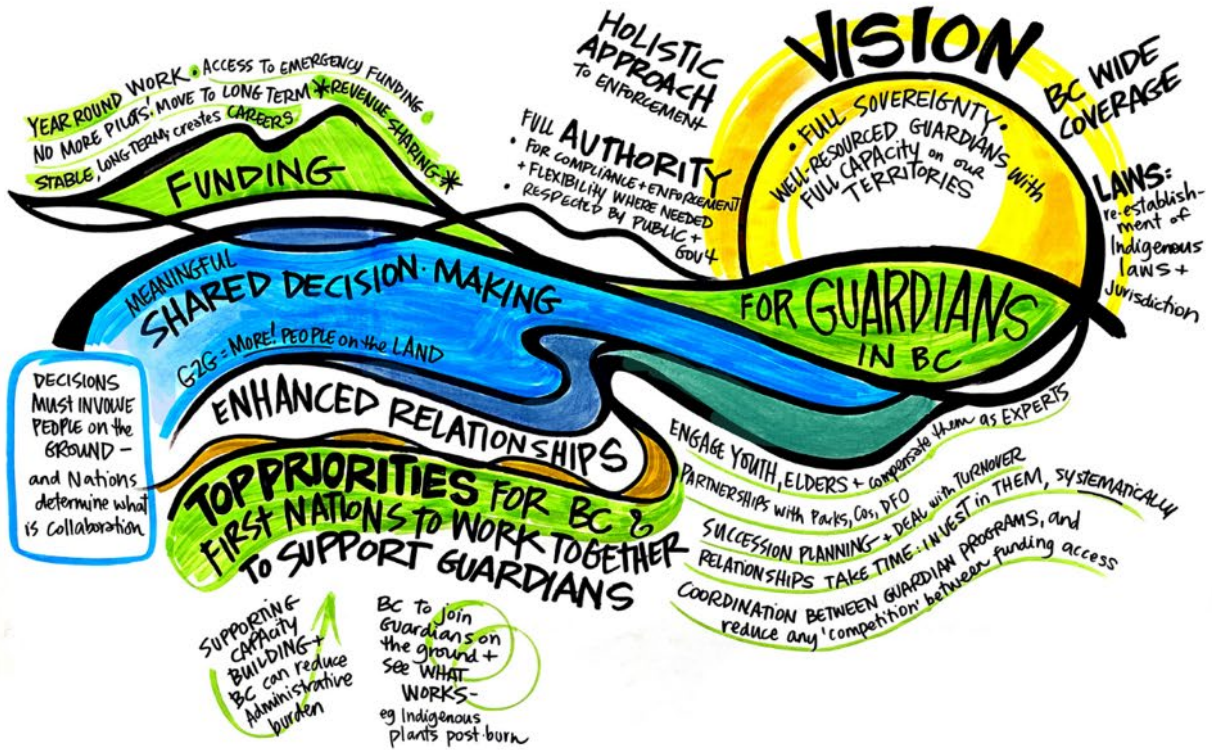 YEAR ROUND WORK • ACCESS TO EMERGENCY FUNDING •
NO MORE PILOTS! MOVE TO LONG TERM * REVENUE SHARING *
STABLE, LONG TERM, creates CAREERS
FUNDING
HOLISTIC
APPROACH
to ENFORCEMENT
FULL AUTHORITY
• FOR COMPLIANCE + ENFORCEMENT
+ FLEXIBILITY WHERE NEEDED
• RESPECTED BY PUBLIC +
GOV4
VISION
• FULL SOVEREIGNTY •
WELL-RESOURCED GUARDIANS with
FULL CAPACITY on our
TERRITORIES
BC WIDE
COVERAGE
LAWS:
re-establish-
ment of
Indigenous
laws +
Jurisdiction
FOR GUARDIANS
IN BC
MEANINGFUL
SHARED DECISION-MAKING
G2G = MORE! PEOPLE on the LAND
DECISIONS
MUST INVOLVE
PEOPLE on the
GROUND -
and Nations
determine what
is collaboration
ENHANCED RELATIONSHIPS
ENGAGE YOUTH, ELDERS + compensate them as EXPERTS
PARTNERSHIPS with Parks, COs, DFO
SUCCESSION PLANNING + DEAL with TURNOVER
RELATIONSHIPS TAKE TIME: INVEST in THEM, SYSTEMATICALLY
COORDINATION BETWEEN GUARDIAN PROGRAMS, and
reduce any 'competition' between funding access
TOP PRIORITIES FOR BC &
FIRST NATIONS TO WORK TOGETHER
TO SUPPORT GUARDIANS
SUPPORTING
CAPACITY
BUILDING +
BC can reduce
Administrative
burden
BC to join
Guardians on
the ground +
see WHAT
WORKS-
eg Indigenous
plants post-burn